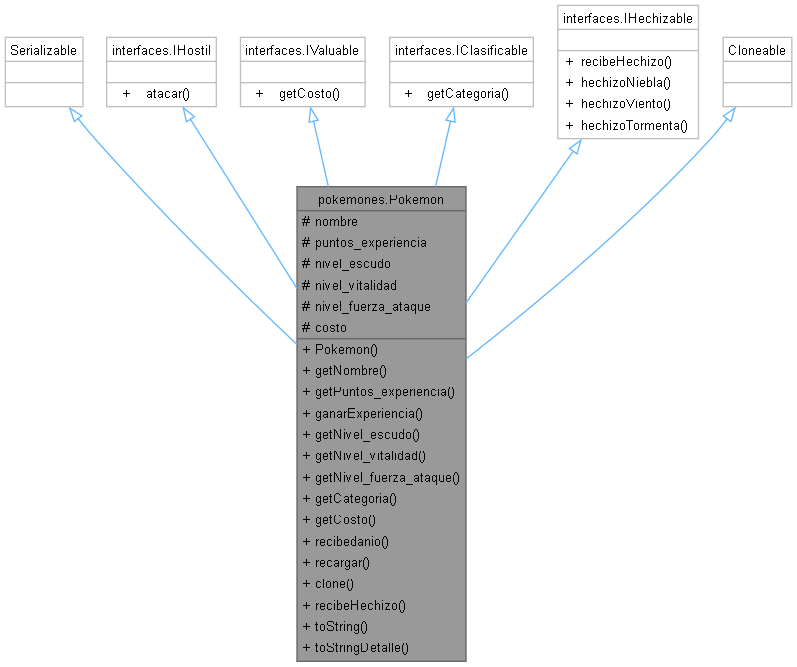 Serializable
interfaces.IHostil
+ atacar()
interfaces.IValuable
+ getCosto()
interfaces.IClasificable
+ getCategoria()
interfaces.IHechizable
+ recibeHechizo()
+ hechizoNiebla()
+ hechizoViento()
+ hechizoTormenta()
Cloneable
pokemones.Pokemon
# nombre
# puntos_experiencia
# nivel_escudo
# nivel_vitalidad
# nivel_fuerza_ataque
# costo
+ Pokemon()
+ getNombre()
+ getPuntos_experiencia()
+ ganarExperiencia()
+ getNivel_escudo()
+ getNivel_vitalidad()
+ getNivel_fuerza_ataque()
+ getCategoria()
+ getCosto()
+ recibedanio()
+ recargar()
+ clone()
+ recibeHechizo()
+ toString()
+ toStringDetalle()